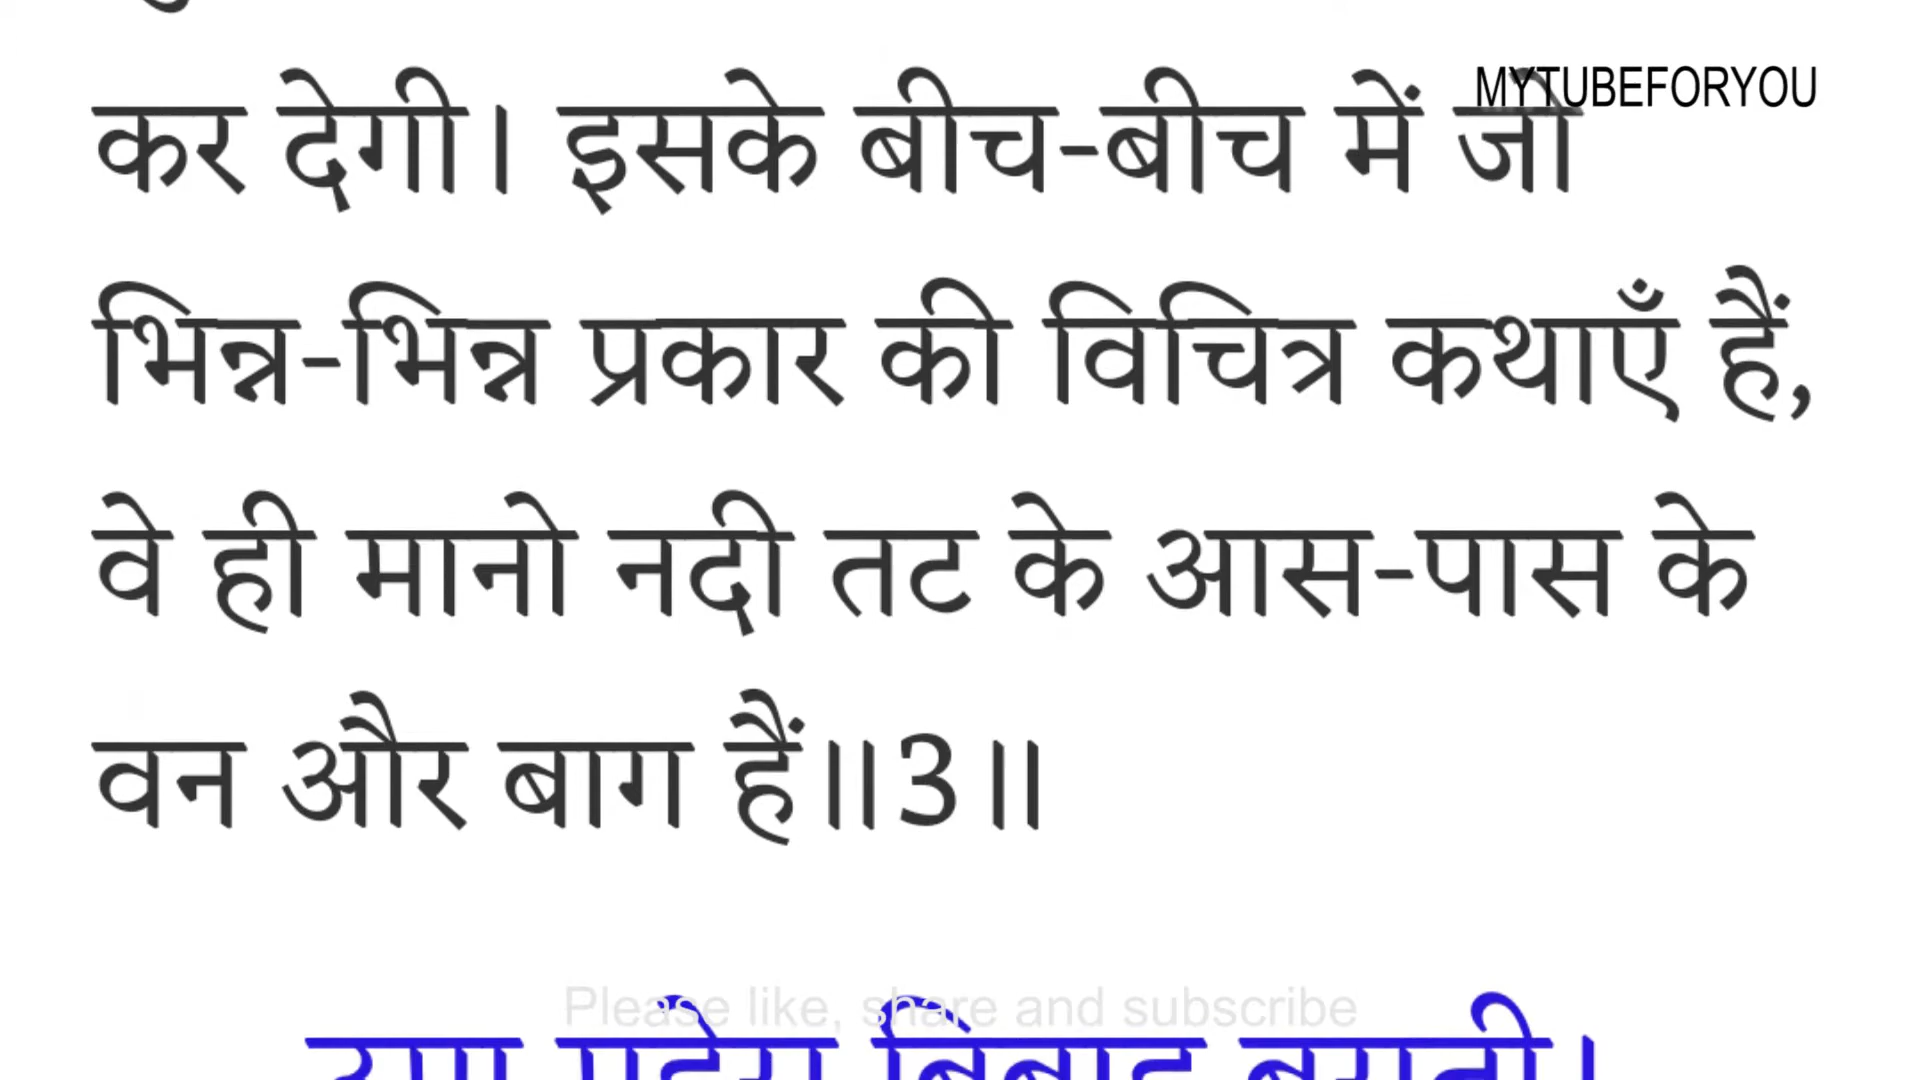 MYTUBEFORYOU
कर देगी। इसके बीच-बीच में जो
भिन्न-भिन्न प्रकार की विचित्र कथाएँ हैं,
वे ही मानो नदी तट के आस-पास के
वन और बाग हैं॥3॥
Please like, share and subscribe